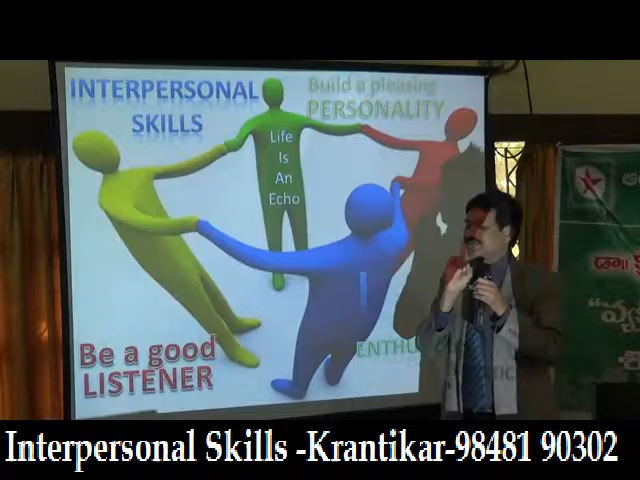 INTERPERSONAL
SKILLS
Build a pleasing
PERSONALITY
Life
Is
An
Echo
I
Be a good
LISTENER
Interpersonal Skills -Krantikar-98481 90302